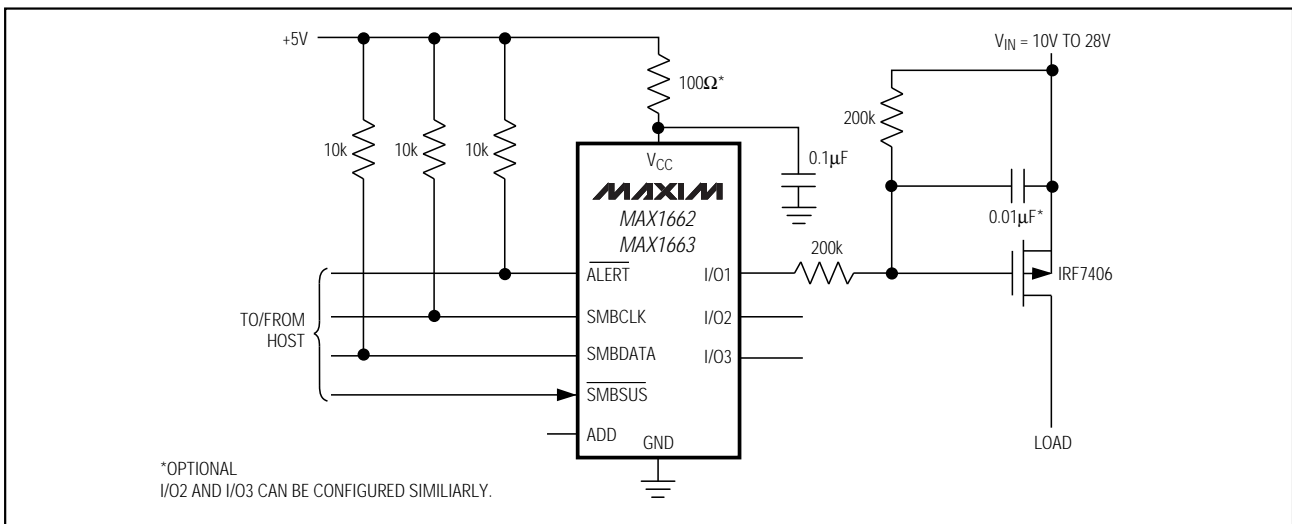 +5V
V_IN = 10V TO 28V
100Ω*
200k
10k
10k
10k
V_CC
0.1µF
MAXIM
MAX1662
MAX1663
0.01µF*
200k
ALERT
I/O1
IRF7406
TO/FROM
HOST
SMBCLK
I/O2
SMBDATA
I/O3
SMBSUS
ADD
GND
LOAD
*OPTIONAL
I/O2 AND I/O3 CAN BE CONFIGURED SIMILIARLY.